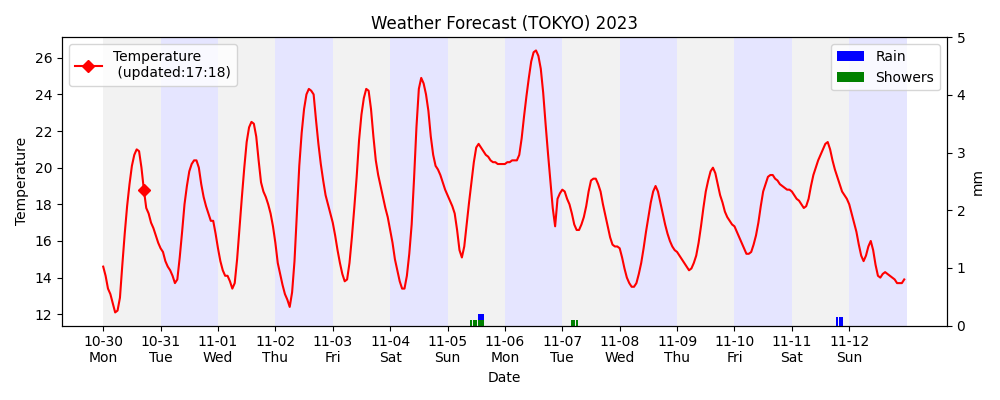 Weather Forecast (TOKYO) 2023
Temperature
(updated:17:18)
Rain
Showers
Temperature
26
24
22
20
18
16
14
12
5
4
3
2
1
0
mm
10-30 10-31 11-01 11-02 11-03 11-04 11-05 11-06 11-07 11-08 11-09 11-10 11-11 11-12
Mon Tue Wed Thu Fri Sat Sun Mon Tue Wed Thu Fri Sat Sun
Date